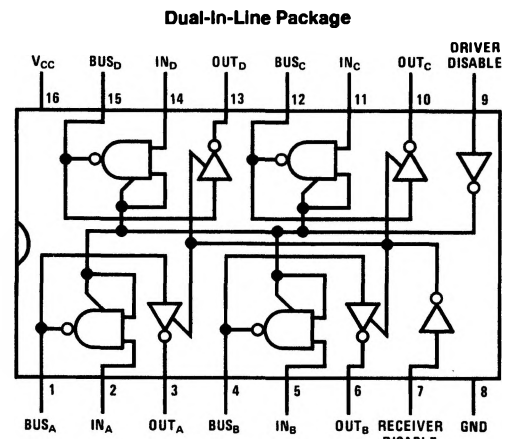 Dual-In-Line Package
VCC BUSD IND OUTD BUSC INC OUTC DRIVER DISABLE
16 15 14 13 12 11 10 9
1 2 3 4 5 6 7 8
BUSA INA OUTA BUSB INB OUTB RECEIVER DISABLE GND